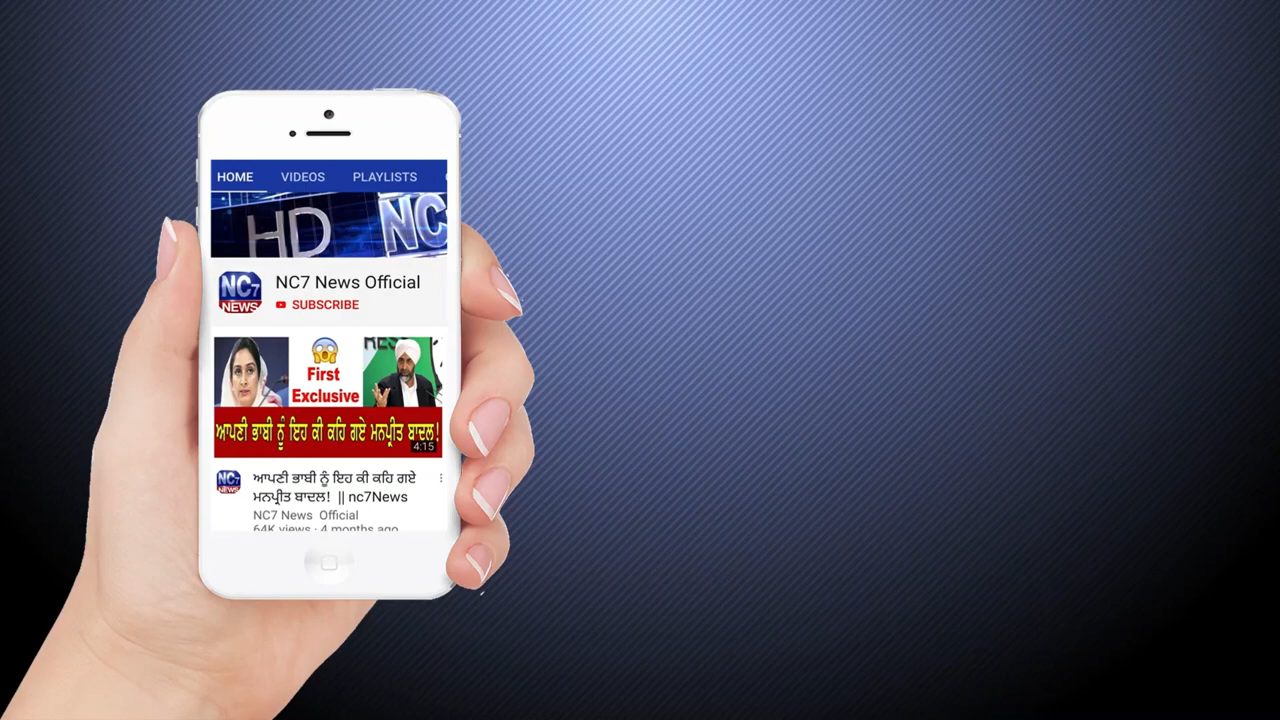 HOME VIDEOS PLAYLISTS
HD NC
NC7 NEWS
NC7 News Official
SUBSCRIBE
First
Exclusive
ਆਪਣੀ ਭਾਬੀ ਨੂੰ ਇਹ ਕੀ ਕਹਿ ਗਏ ਮਨਪ੍ਰੀਤ ਬਾਦਲ!
4:15
NC7 NEWS
ਆਪਣੀ ਭਾਬੀ ਨੂੰ ਇਹ ਕੀ ਕਹਿ ਗਏ
ਮਨਪ੍ਰੀਤ ਬਾਦਲ! || nc7News
NC7 News Official
64K views · 4 months ago